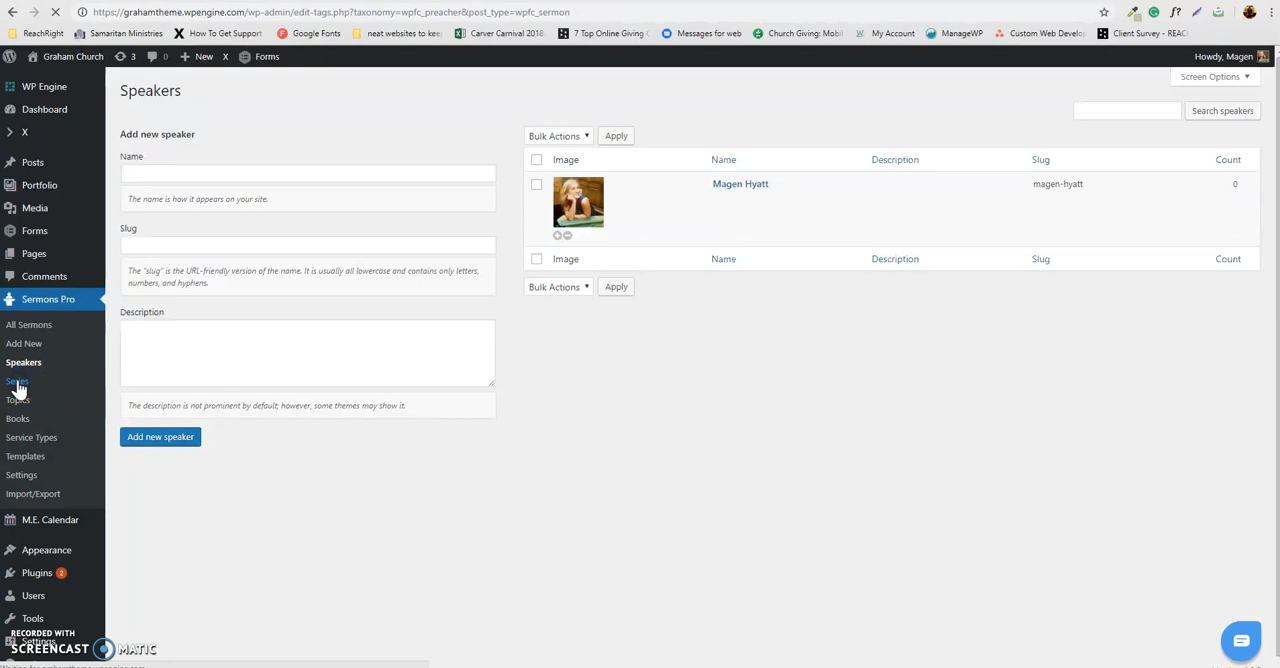 https://grahamtheme.wpengine.com/wp-admin/edit-tags.php?taxonomy=wpfc_preacher&post_type=wpfc_sermon
ReachRight Samaritan Ministries How To Get Support Google Fonts neat websites to kee Carver Carnival 2018 7 Top Online Giving Messages for web Church Giving: Mobil My Account ManageWP Custom Web Develo Client Survey - REAC
Graham Church 3 0 New X Forms Howdy, Magen
Screen Options
WP Engine
Dashboard
X
Posts
Portfolio
Media
Forms
Pages
Comments
Sermons Pro
All Sermons
Add New
Speakers
Series
Topics
Books
Service Types
Templates
Settings
Import/Export
M.E. Calendar
Appearance
Plugins 2
Users
Tools
Settings
Speakers
Search speakers
Add new speaker
Name
The name is how it appears on your site.
Slug
The "slug" is the URL-friendly version of the name. It is usually all lowercase and contains only letters,
numbers, and hyphens.
Description
The description is not prominent by default; however, some themes may show it.
Add new speaker
Bulk Actions Apply
Image Name Description Slug Count
Magen Hyatt magen-hyatt 0
Image Name Description Slug Count
Bulk Actions Apply
RECORDED WITH
SCREENCAST MATIC
Waiting for grahamtheme.wpengine.com